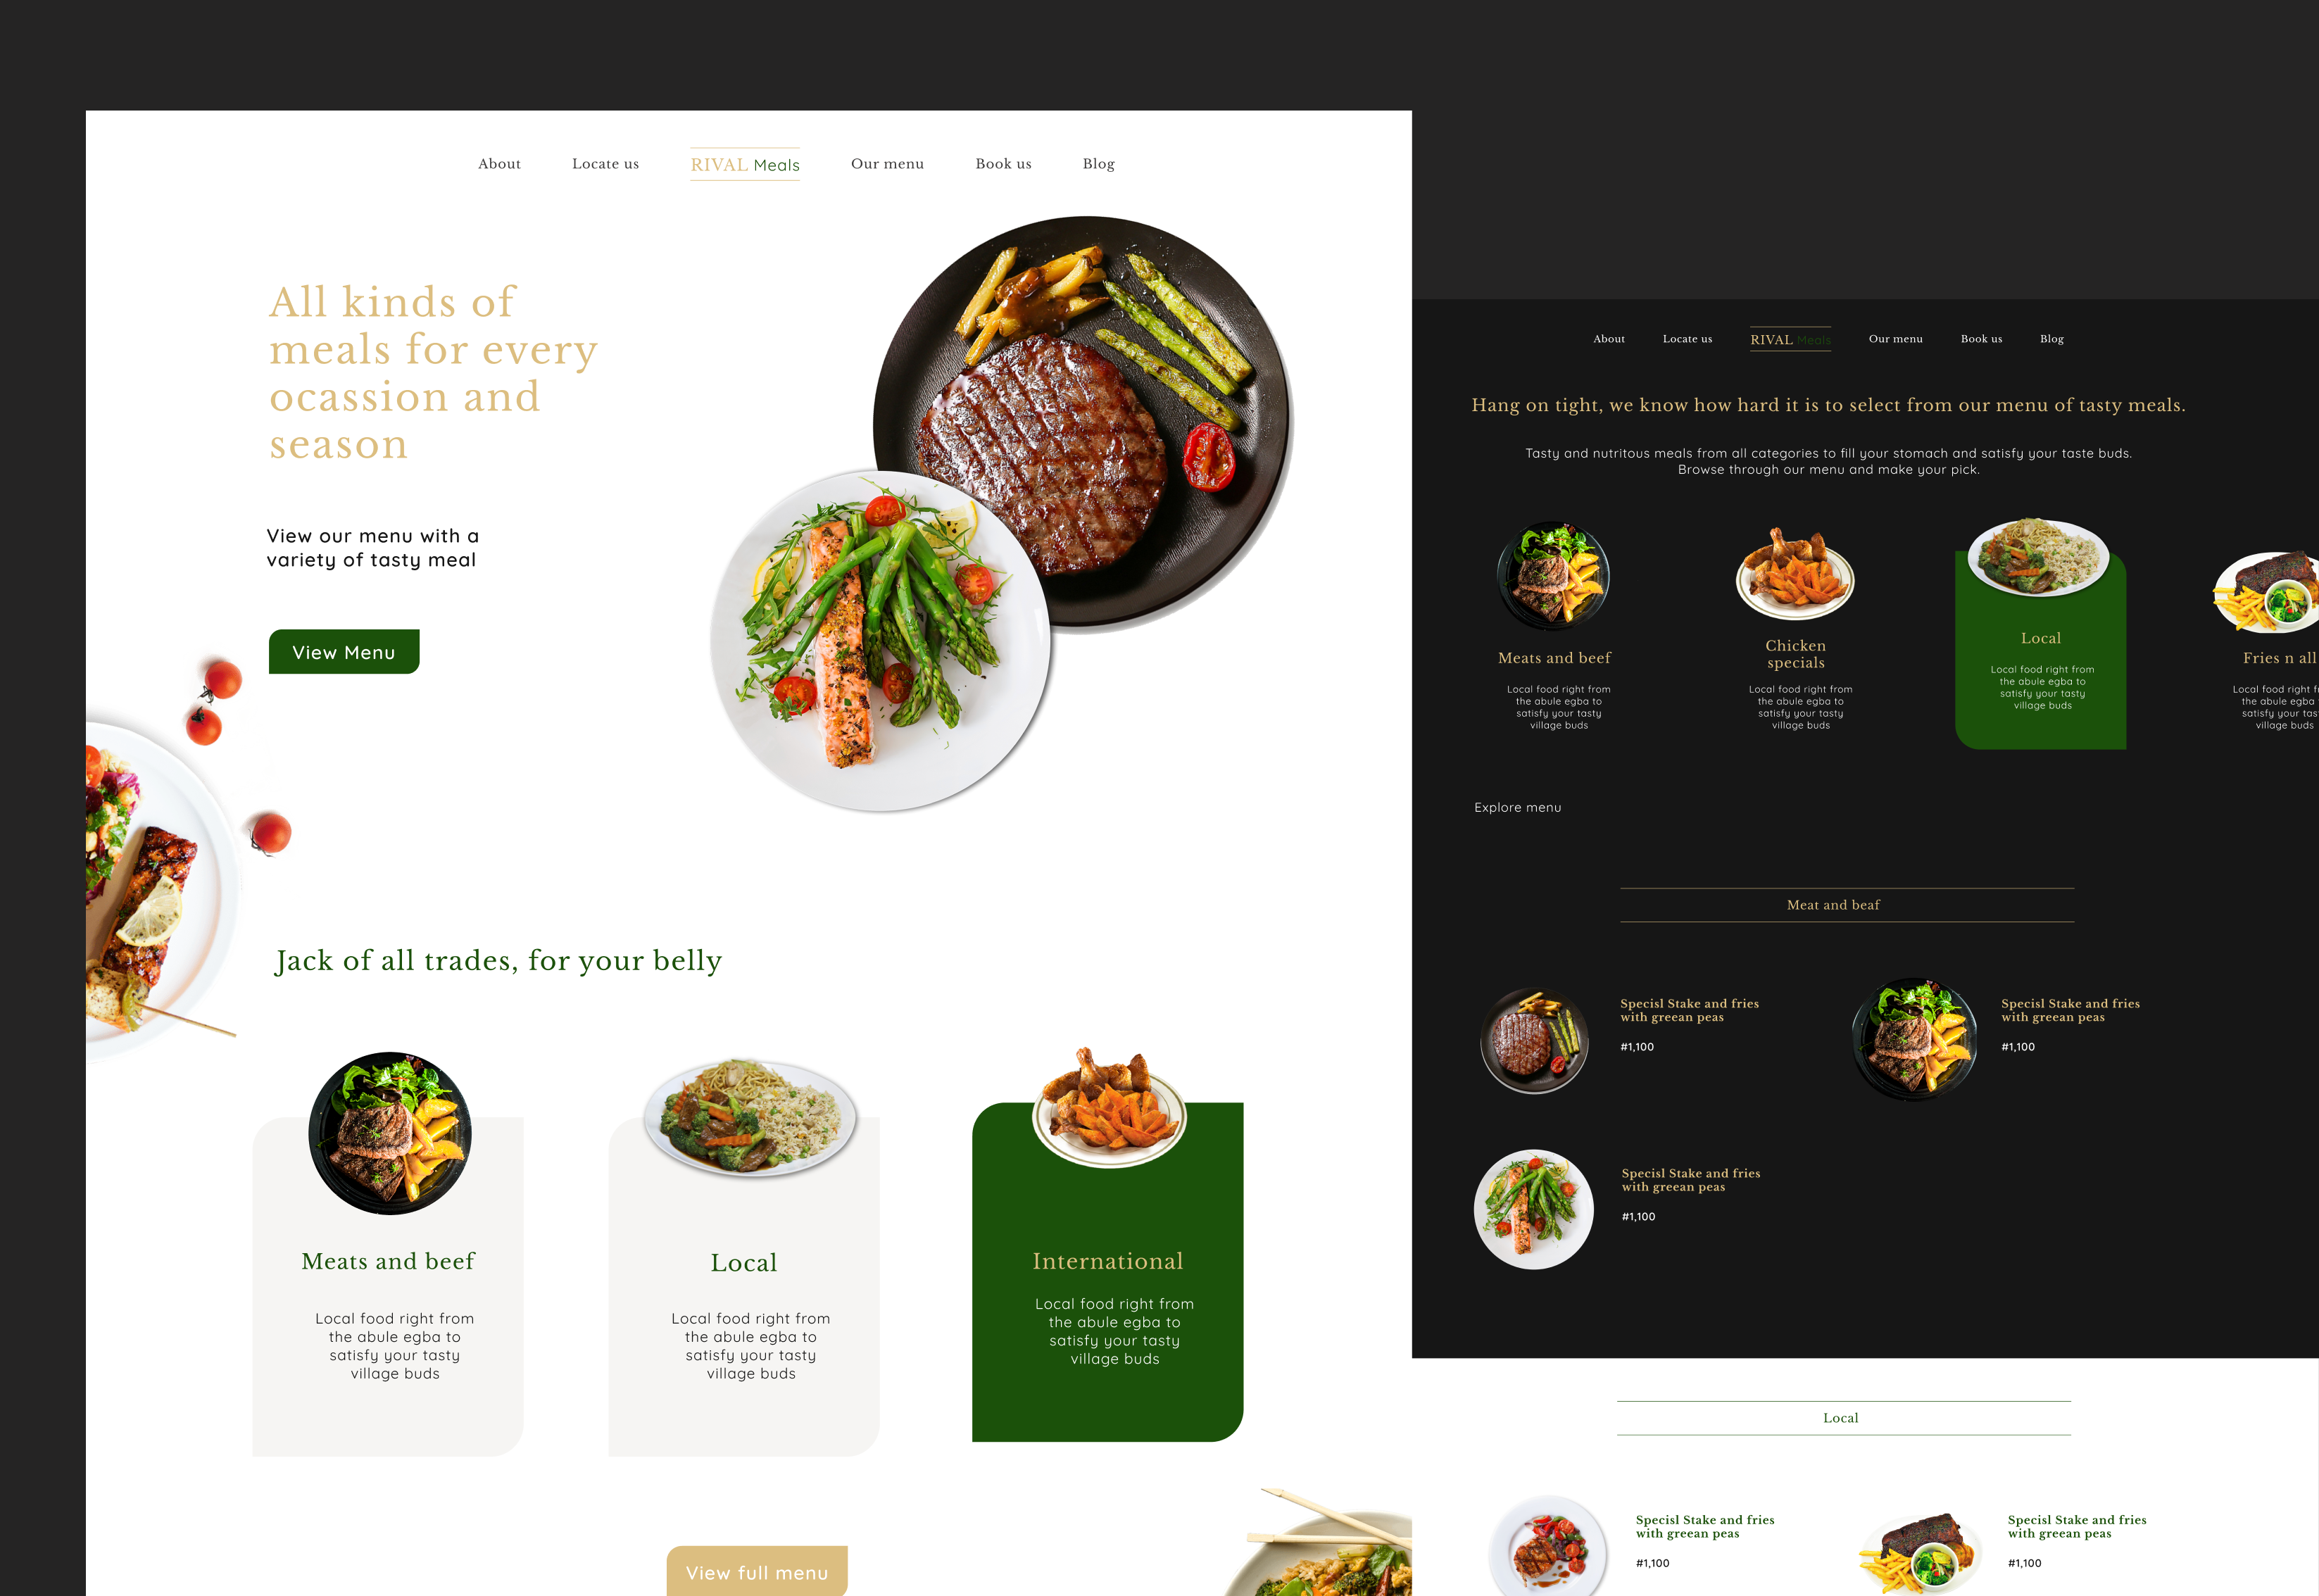 About Locate us RIVAL Meals Our menu Book us Blog
All kinds of
meals for every
ocassion and
season
View our menu with a
variety of tasty meal
View Menu
Jack of all trades, for your belly
Meats and beef
Local food right from
the abule egba to
satisfy your tasty
village buds
Local
Local food right from
the abule egba to
satisfy your tasty
village buds
International
Local food right from
the abule egba to
satisfy your tasty
village buds
View full menu
About Locate us RIVAL Meals Our menu Book us Blog
Hang on tight, we know how hard it is to select from our menu of tasty meals.
Tasty and nutritous meals from all categories to fill your stomach and satisfy your taste buds.
Browse through our menu and make your pick.
Meats and beef
Local food right from
the abule egba to
satisfy your tasty
village buds
Chicken
specials
Local food right from
the abule egba to
satisfy your tasty
village buds
Local
Local food right from
the abule egba to
satisfy your tasty
village buds
Fries n all
Local food right
the abule egba
satisfy your
village buds
Explore menu
Meat and beaf
Specisl Stake and fries
with greean peas
#1,100
Specisl Stake and fries
with greean peas
#1,100
Specisl Stake and fries
with greean peas
#1,100
Local
Specisl Stake and fries
with greean peas
#1,100
Specisl Stake and fries
with greean peas
#1,100